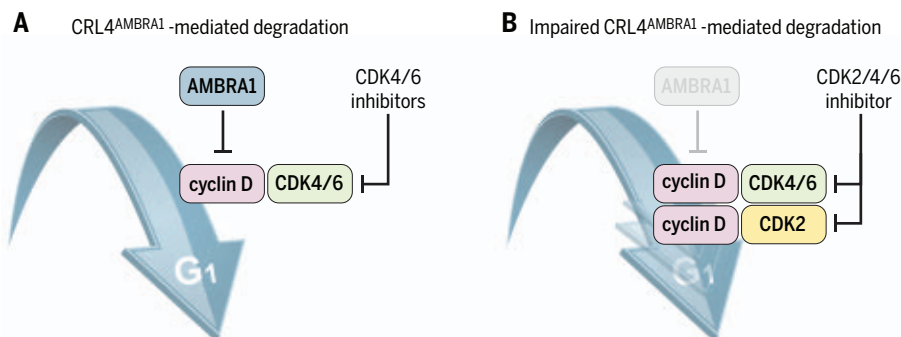 A CRL4AMBRA1 -mediated degradation
AMBRA1
CDK4/6
inhibitors
cyclin D CDK4/6
G1
B Impaired CRL4AMBRA1 -mediated degradation
AMBRA1
CDK2/4/6
inhibitor
cyclin D CDK4/6
cyclin D CDK2
G1